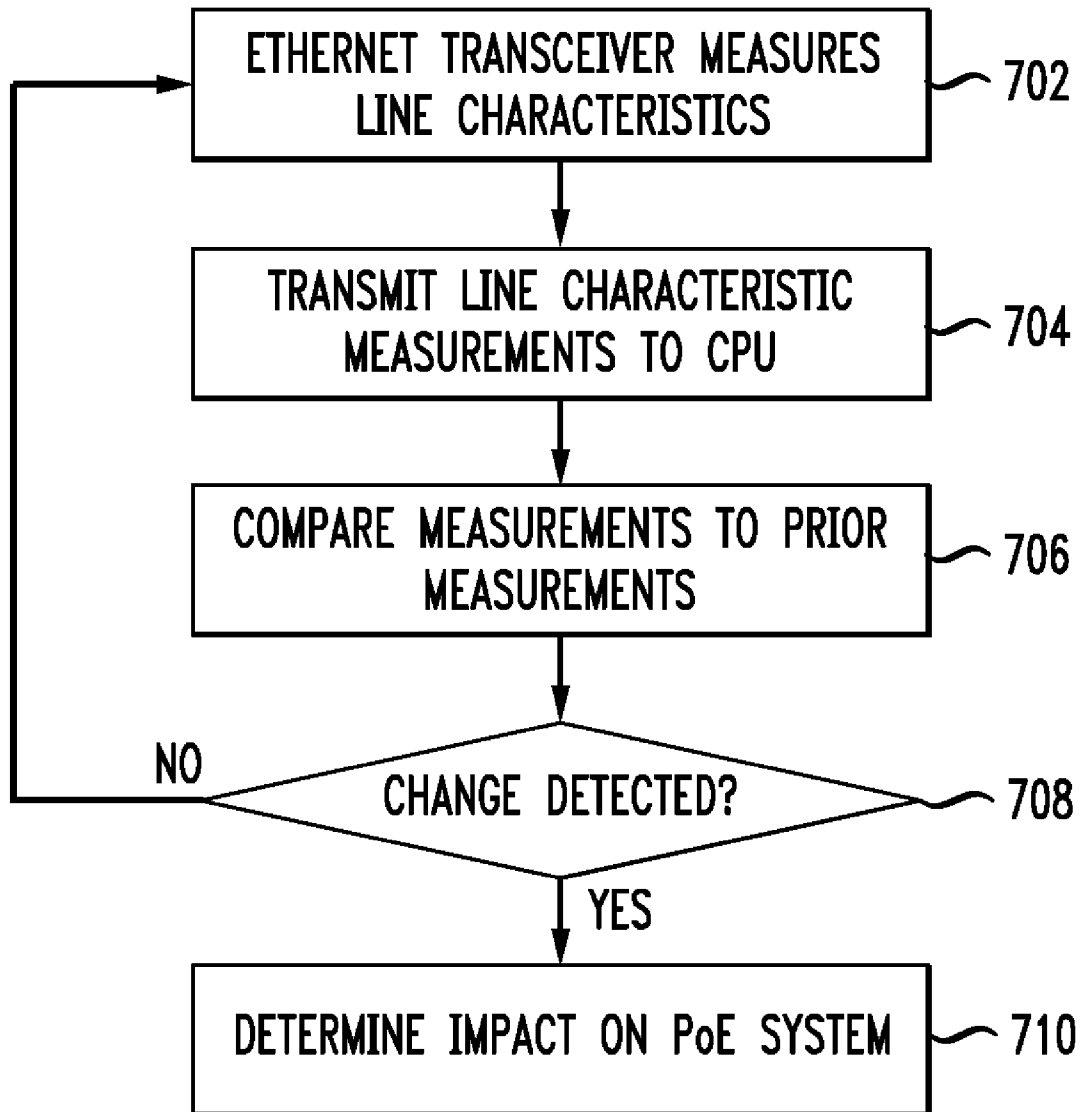 ETHERNET TRANSCEIVER MEASURES
LINE CHARACTERISTICS
702
TRANSMIT LINE CHARACTERISTIC
MEASUREMENTS TO CPU
704
COMPARE MEASUREMENTS TO PRIOR
MEASUREMENTS
706
NO
CHANGE DETECTED?
708
YES
DETERMINE IMPACT ON PoE SYSTEM
710